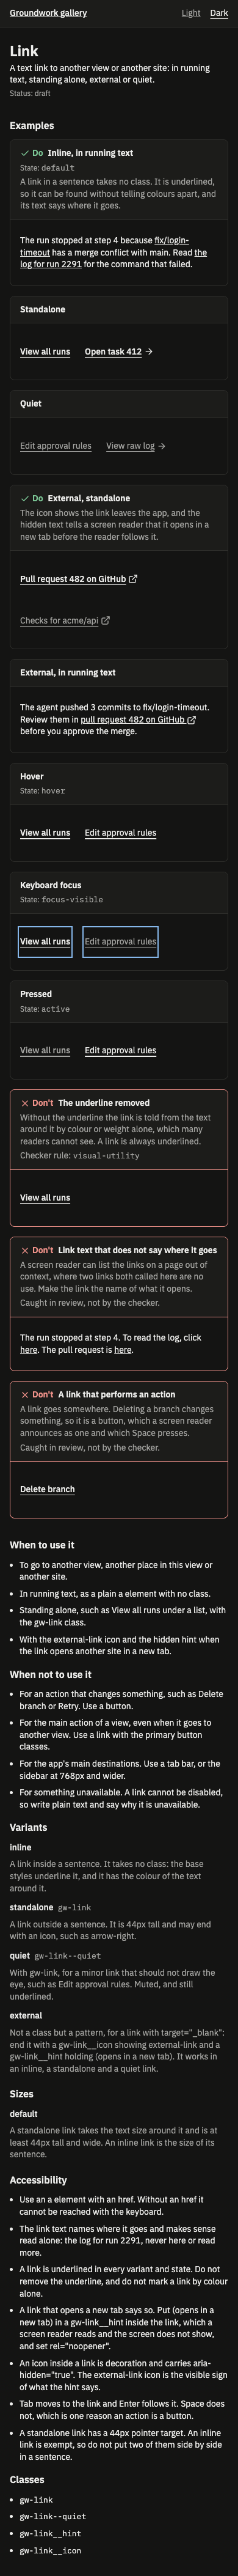 Groundwork gallery Light Dark
Link
A text link to another view or another site: in running
text, standing alone, external or quiet.
Status: draft
Examples
Do Inline, in running text
State: default
A link in a sentence takes no class. It is underlined,
so it can be found without telling colours apart, and
its text says where it goes.
The run stopped at step 4 because fix/login-
timeout has a merge conflict with main. Read the
log for run 2291 for the command that failed.
Standalone
View all runs Open task 412
Quiet
Edit approval rules View raw log
Do External, standalone
The icon shows the link leaves the app, and the
hidden text tells a screen reader that it opens in a
new tab before the reader follows it.
Pull request 482 on GitHub
Checks for acme/api
External, in running text
The agent pushed 3 commits to fix/login-timeout.
Review them in pull request 482 on GitHub
before you approve the merge.
Hover
State: hover
View all runs Edit approval rules
Keyboard focus
State: focus-visible
View all runs Edit approval rules
Pressed
State: active
View all runs Edit approval rules
Don't The underline removed
Without the underline the link is told from the text
around it by colour or weight alone, which many
readers cannot see. A link is always underlined.
Checker rule: visual-utility
View all runs
Don't Link text that does not say where it goes
A screen reader can list the links on a page out of
context, where two links both called here are no
use. Make the link the name of what it opens.
Caught in review, not by the checker.
The run stopped at step 4. To read the log, click
here. The pull request is here.
Don't A link that performs an action
A link goes somewhere. Deleting a branch changes
something, so it is a button, which a screen reader
announces as one and which Space presses.
Caught in review, not by the checker.
Delete branch
When to use it
• To go to another view, another place in this view or
another site.
• In running text, as a plain a element with no class.
• Standing alone, such as View all runs under a list, with
the gw-link class.
• With the external-link icon and the hidden hint when
the link opens another site in a new tab.
When not to use it
• For an action that changes something, such as Delete
branch or Retry. Use a button.
• For the main action of a view, even when it goes to
another view. Use a link with the primary button
classes.
• For the app's main destinations. Use a tab bar, or the
sidebar at 768px and wider.
• For something unavailable. A link cannot be disabled,
so write plain text and say why it is unavailable.
Variants
inline
A link inside a sentence. It takes no class: the base
styles underline it, and it has the colour of the text
around it.
standalone gw-link
A link outside a sentence. It is 44px tall and may end
with an icon, such as arrow-right.
quiet gw-link--quiet
With gw-link, for a minor link that should not draw the
eye, such as Edit approval rules. Muted, and still
underlined.
external
Not a class but a pattern, for a link with target="_blank":
end it with a gw-link__icon showing external-link and a
gw-link__hint holding (opens in a new tab). It works in
an inline, a standalone and a quiet link.
Sizes
default
A standalone link takes the text size around it and is at
least 44px tall and wide. An inline link is the size of its
sentence.
Accessibility
• Use an a element with an href. Without an href it
cannot be reached with the keyboard.
• The link text names where it goes and makes sense
read alone: the log for run 2291, never here or read
more.
• A link is underlined in every variant and state. Do not
remove the underline, and do not mark a link by colour
alone.
• A link that opens a new tab says so. Put (opens in a
new tab) in a gw-link__hint inside the link, which a
screen reader reads and the screen does not show,
and set rel="noopener".
• An icon inside a link is decoration and carries aria-
hidden="true". The external-link icon is the visible sign
of what the hint says.
• Tab moves to the link and Enter follows it. Space does
not, which is one reason an action is a button.
• A standalone link has a 44px pointer target. An inline
link is exempt, so do not put two of them side by side
in a sentence.
Classes
• gw-link
• gw-link--quiet
• gw-link__hint
• gw-link__icon